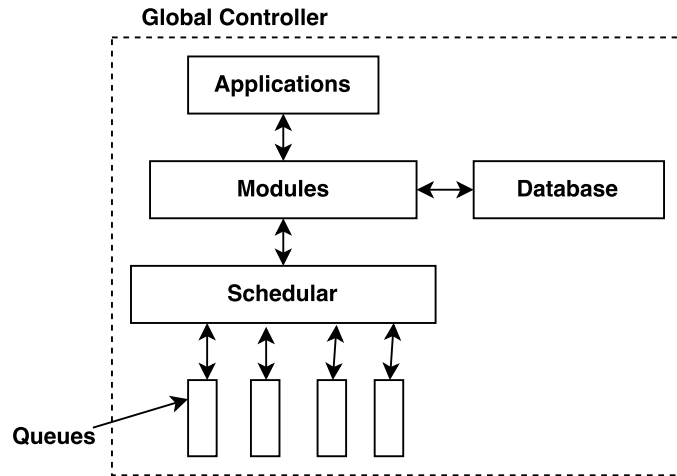 Global Controller
Applications
Modules
Database
Schedular
Queues